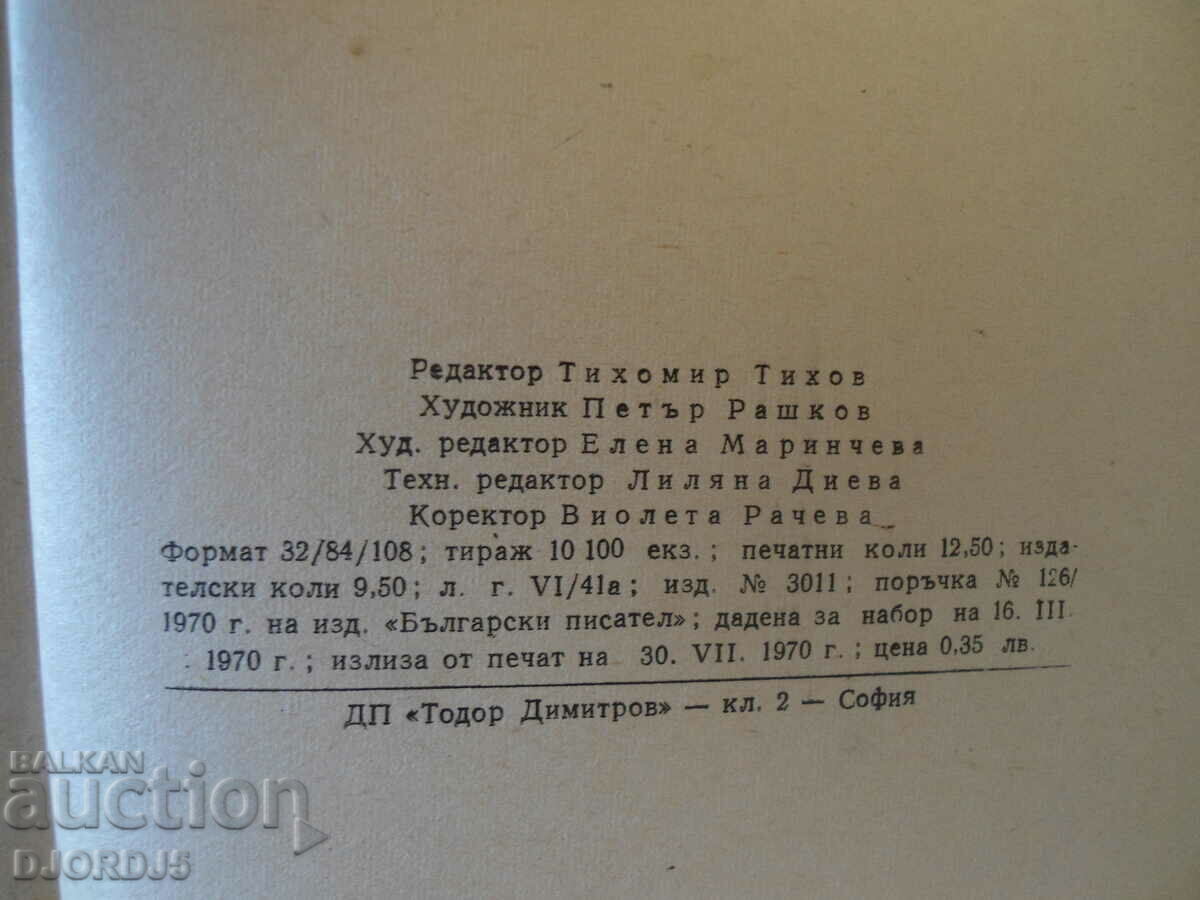 Редактор Тихомир Тихов
Художник Петър Рашков
Худ. редактор Елена Маринчева
Техн. редактор Лиляна Диева
Коректор Виолета Рачева
Формат 32/84/108; тираж 10 100 екз.; печатни коли 12,50; изда-
телски коли 9,50; л. г. VI/41а; изд. № 3011; поръчка № 126/
1970 г. на изд. «Български писател»; дадена за набор на 16. III.
1970 г.; излиза от печат на 30. VII. 1970 г.; цена 0,35 лв.
ДП «Тодор Димитров» — кл. 2 — София
BALKAN
auction
DJORDJ5